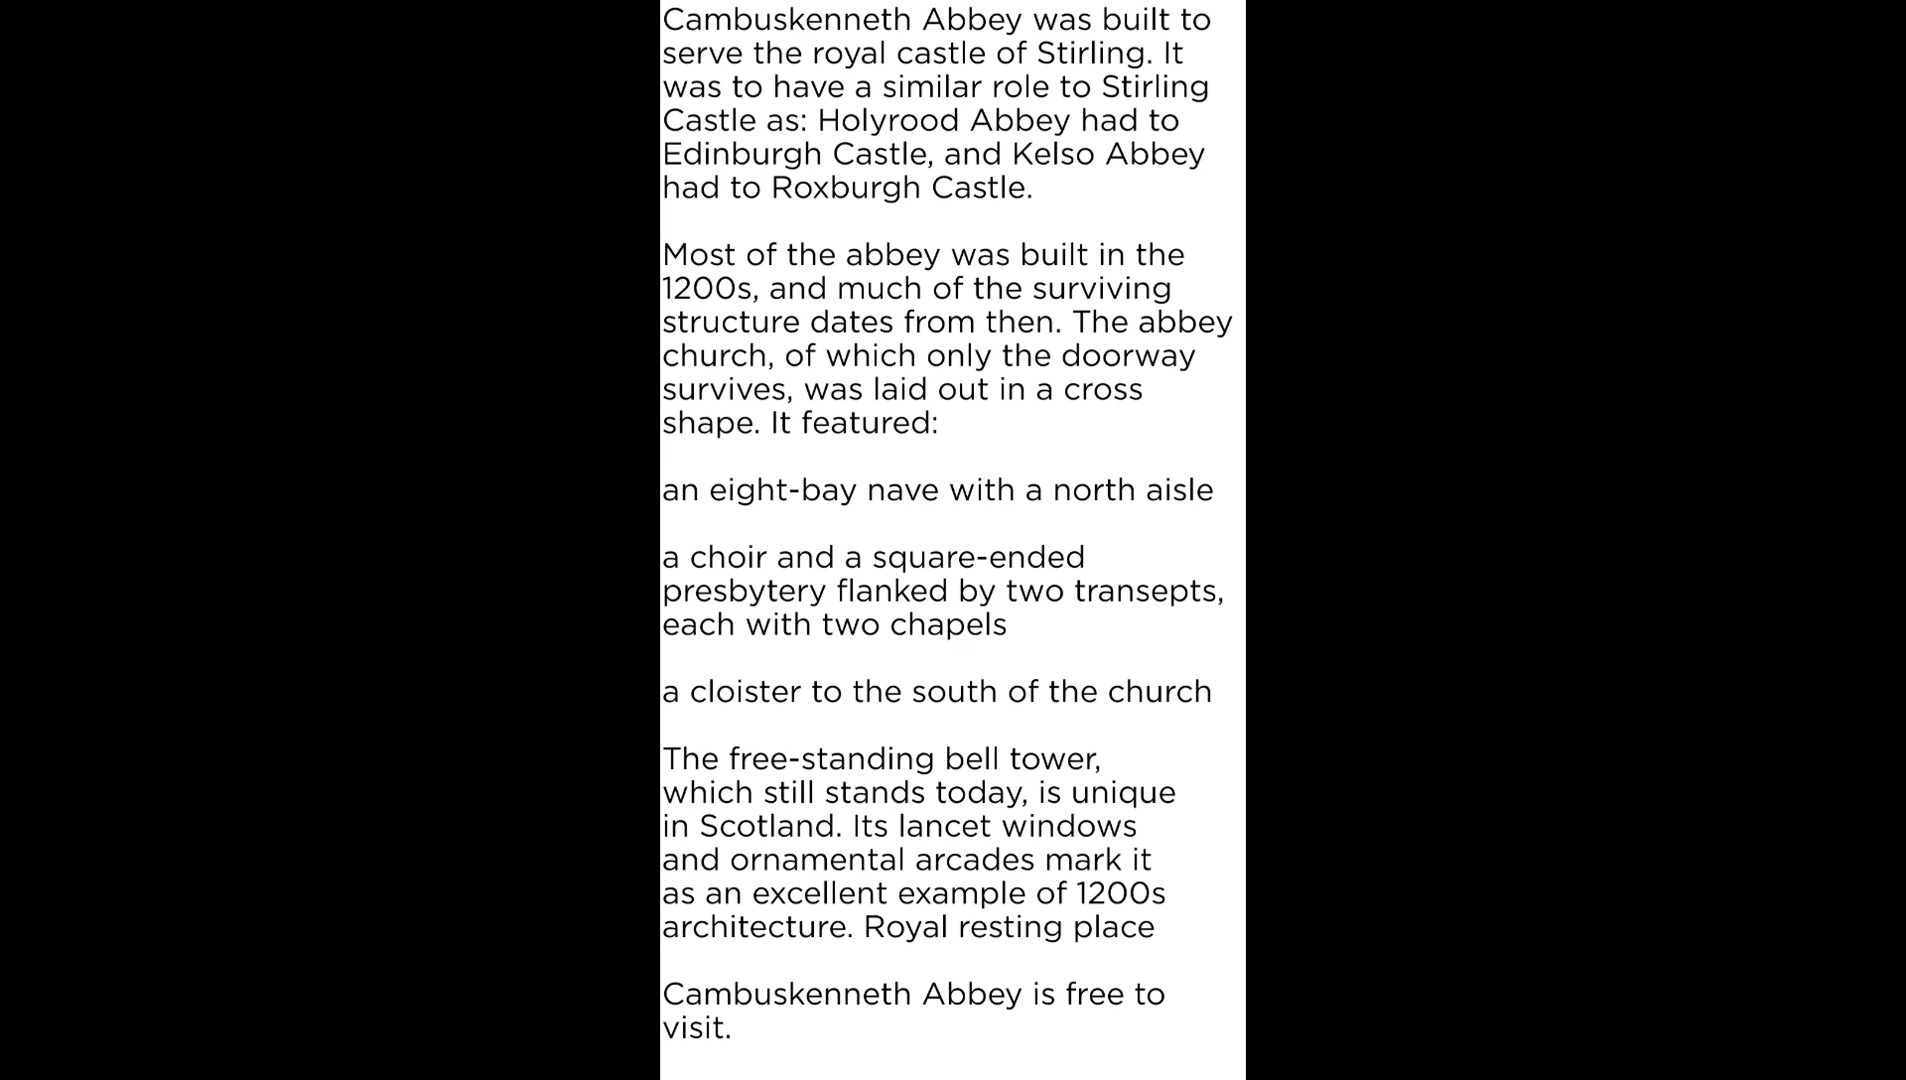 Cambuskenneth Abbey was built to
serve the royal castle of Stirling. It
was to have a similar role to Stirling
Castle as: Holyrood Abbey had to
Edinburgh Castle, and Kelso Abbey
had to Roxburgh Castle.
Most of the abbey was built in the
1200s, and much of the surviving
structure dates from then. The abbey
church, of which only the doorway
survives, was laid out in a cross
shape. It featured:
an eight-bay nave with a north aisle
a choir and a square-ended
presbytery flanked by two transepts,
each with two chapels
a cloister to the south of the church
The free-standing bell tower,
which still stands today, is unique
in Scotland. Its lancet windows
and ornamental arcades mark it
as an excellent example of 1200s
architecture. Royal resting place
Cambuskenneth Abbey is free to
visit.